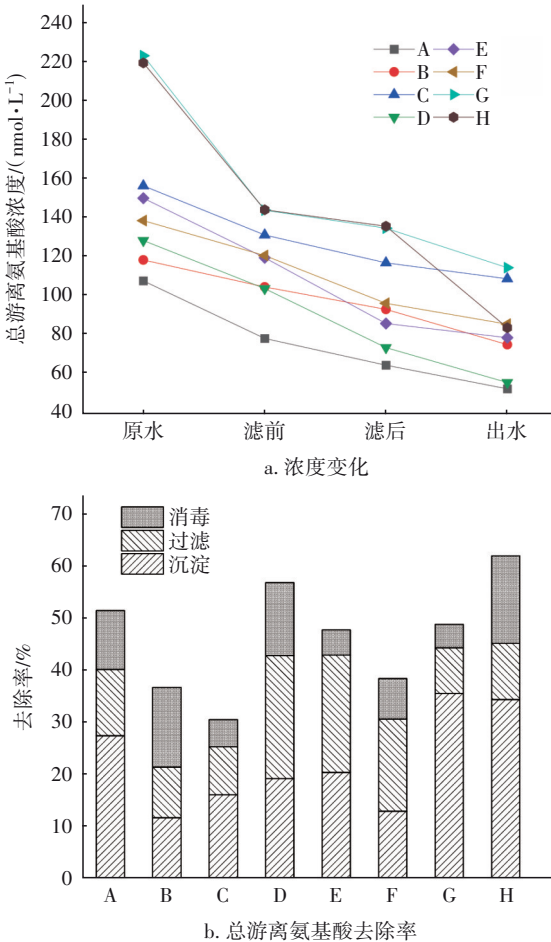 240
220
200
180
160
140
120
100
80
60
40
总游离氨基酸浓度/(nmol·L⁻¹)
A E
B F
C G
D H
原水 滤前 滤后 出水
a. 浓度变化
70
60
50
40
30
20
10
0
去除率/%
消毒
过滤
沉淀
A B C D E F G H
b. 总游离氨基酸去除率